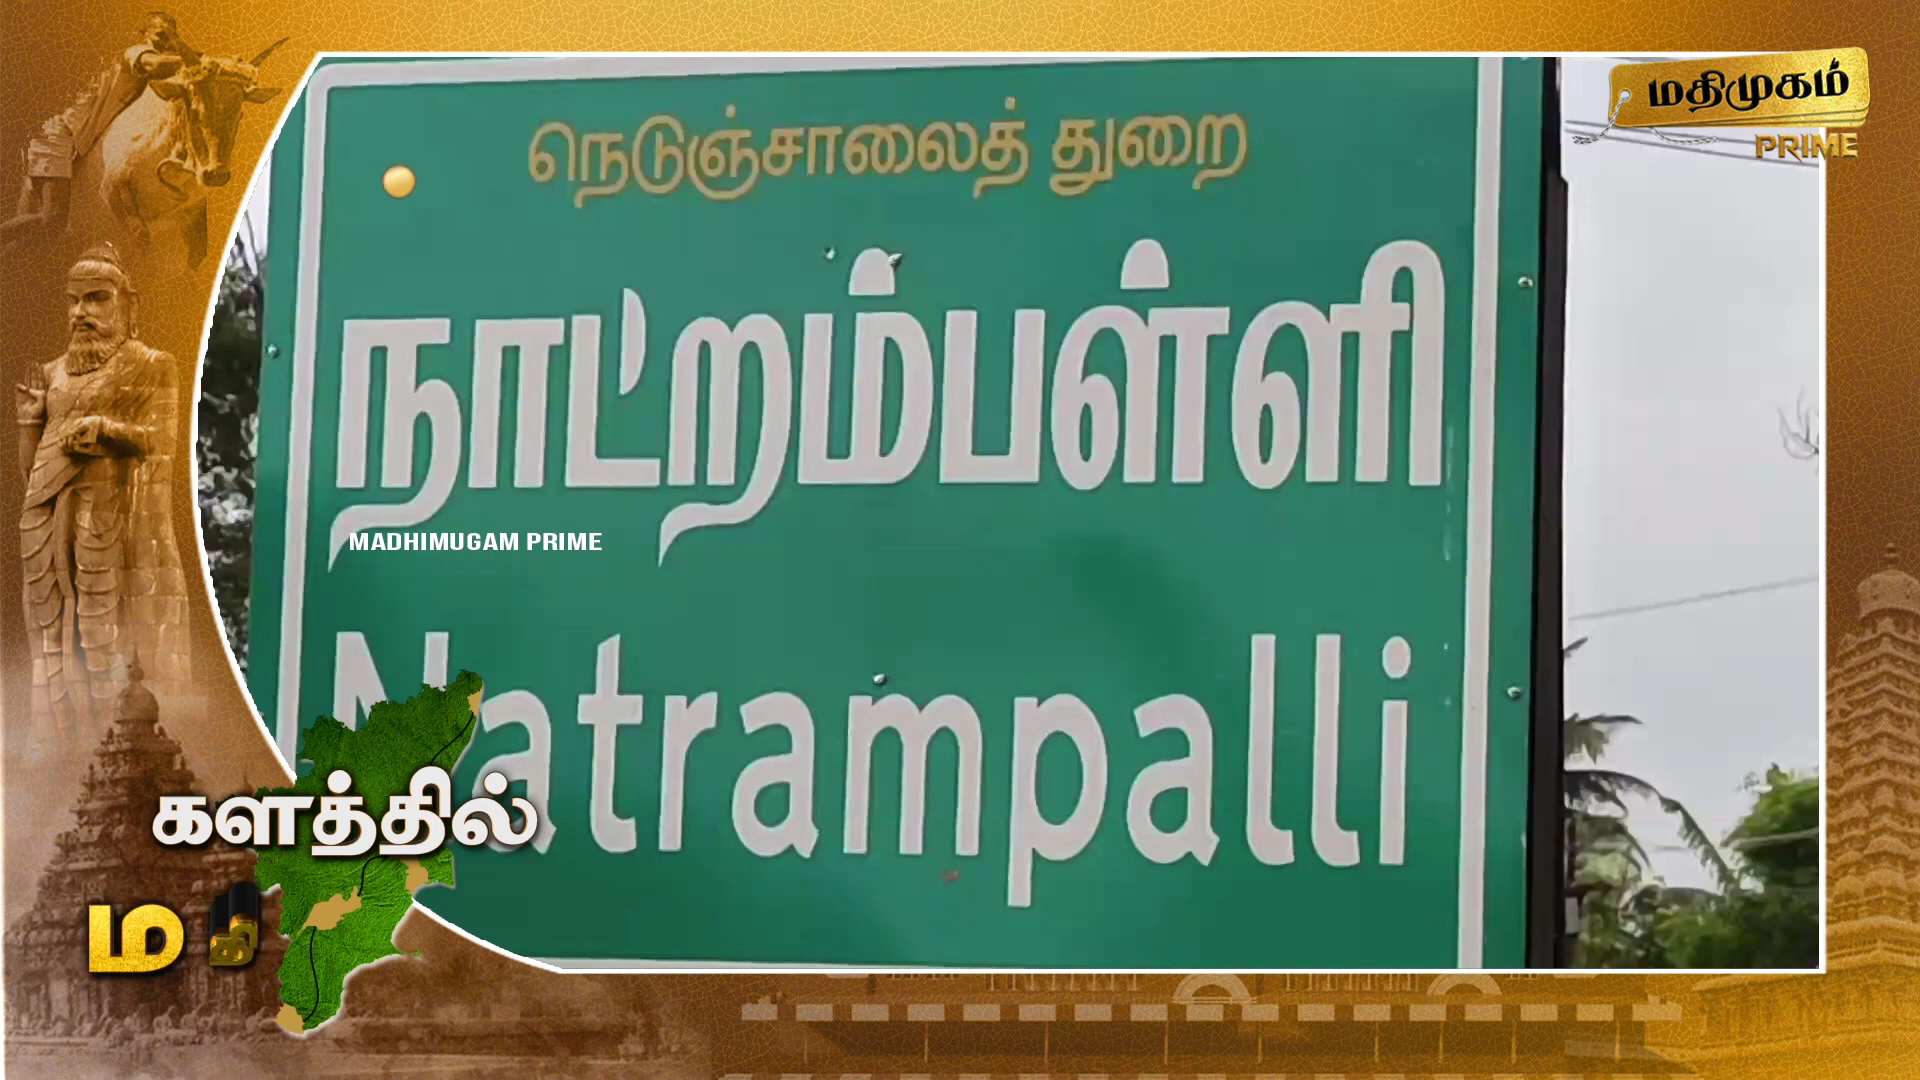 மதிமுகம்
PRIME
நெடுஞ்சாலைத் துறை
நாட்றம்பள்ளி
MADHIMUGAM PRIME
Natrampalli
களத்தில்
ம